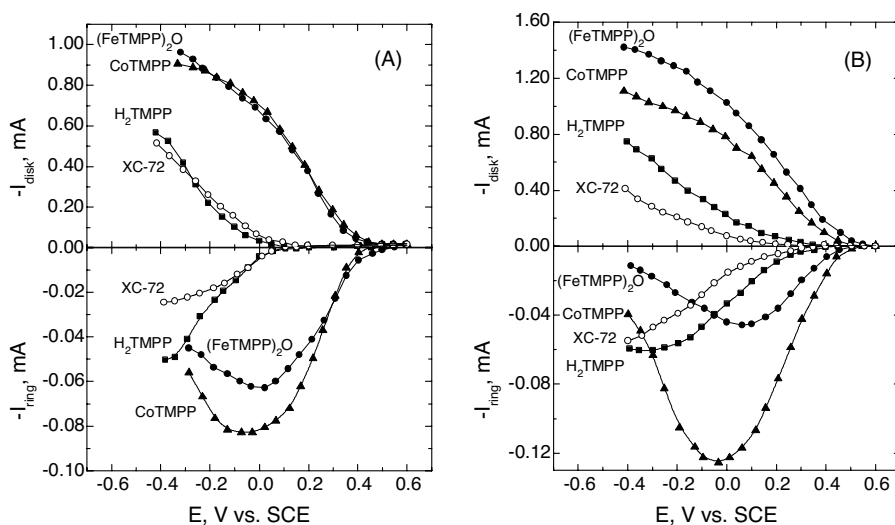 (A)
-I_disk, mA
1.00
0.80
0.60
0.40
0.20
0.00
(FeTMPP)₂O
CoTMPP
H₂TMPP
XC-72
-I_ring, mA
-0.02
-0.04
-0.06
-0.08
-0.10
XC-72
H₂TMPP
(FeTMPP)₂O
CoTMPP
-0.6 -0.4 -0.2 0.0 0.2 0.4 0.6
E, V vs. SCE
(B)
-I_disk, mA
1.60
1.20
0.80
0.40
0.00
(FeTMPP)₂O
CoTMPP
H₂TMPP
XC-72
-I_ring, mA
-0.04
-0.08
-0.12
(FeTMPP)₂O
CoTMPP
XC-72
H₂TMPP
-0.6 -0.4 -0.2 0.0 0.2 0.4 0.6
E, V vs. SCE